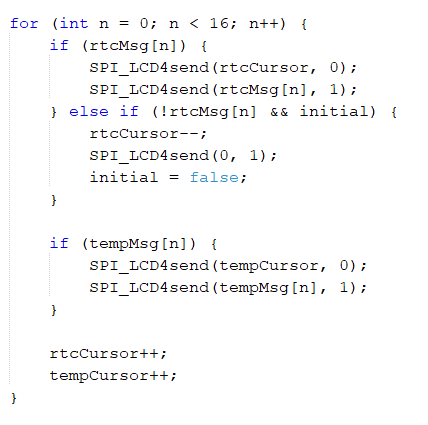 for (int n = 0; n < 16; n++) {
    if (rtcMsg[n]) {
        SPI_LCD4send(rtcCursor, 0);
        SPI_LCD4send(rtcMsg[n], 1);
    } else if (!rtcMsg[n] && initial) {
        rtcCursor--;
        SPI_LCD4send(0, 1);
        initial = false;
    }

    if (tempMsg[n]) {
        SPI_LCD4send(tempCursor, 0);
        SPI_LCD4send(tempMsg[n], 1);
    }

    rtcCursor++;
    tempCursor++;
}